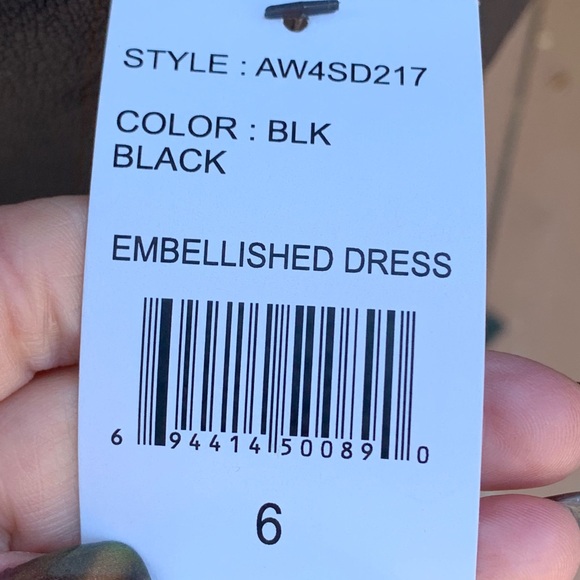 STYLE : AW4SD217
COLOR : BLK
BLACK
EMBELLISHED DRESS
6 94414 50089 0
6